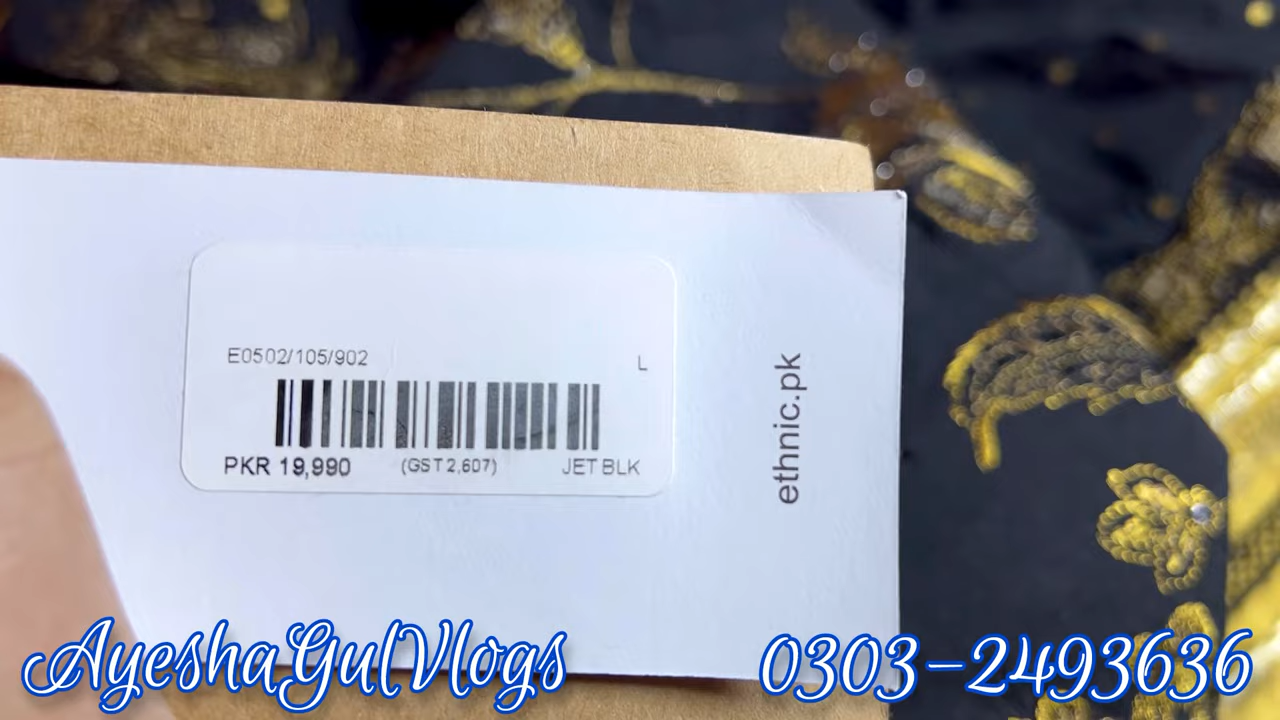 E0502/105/902
L
PKR 19,990 (GST 2,607) JET BLK
ethnic.pk
AyeshaGulVlogs 0303-2493636